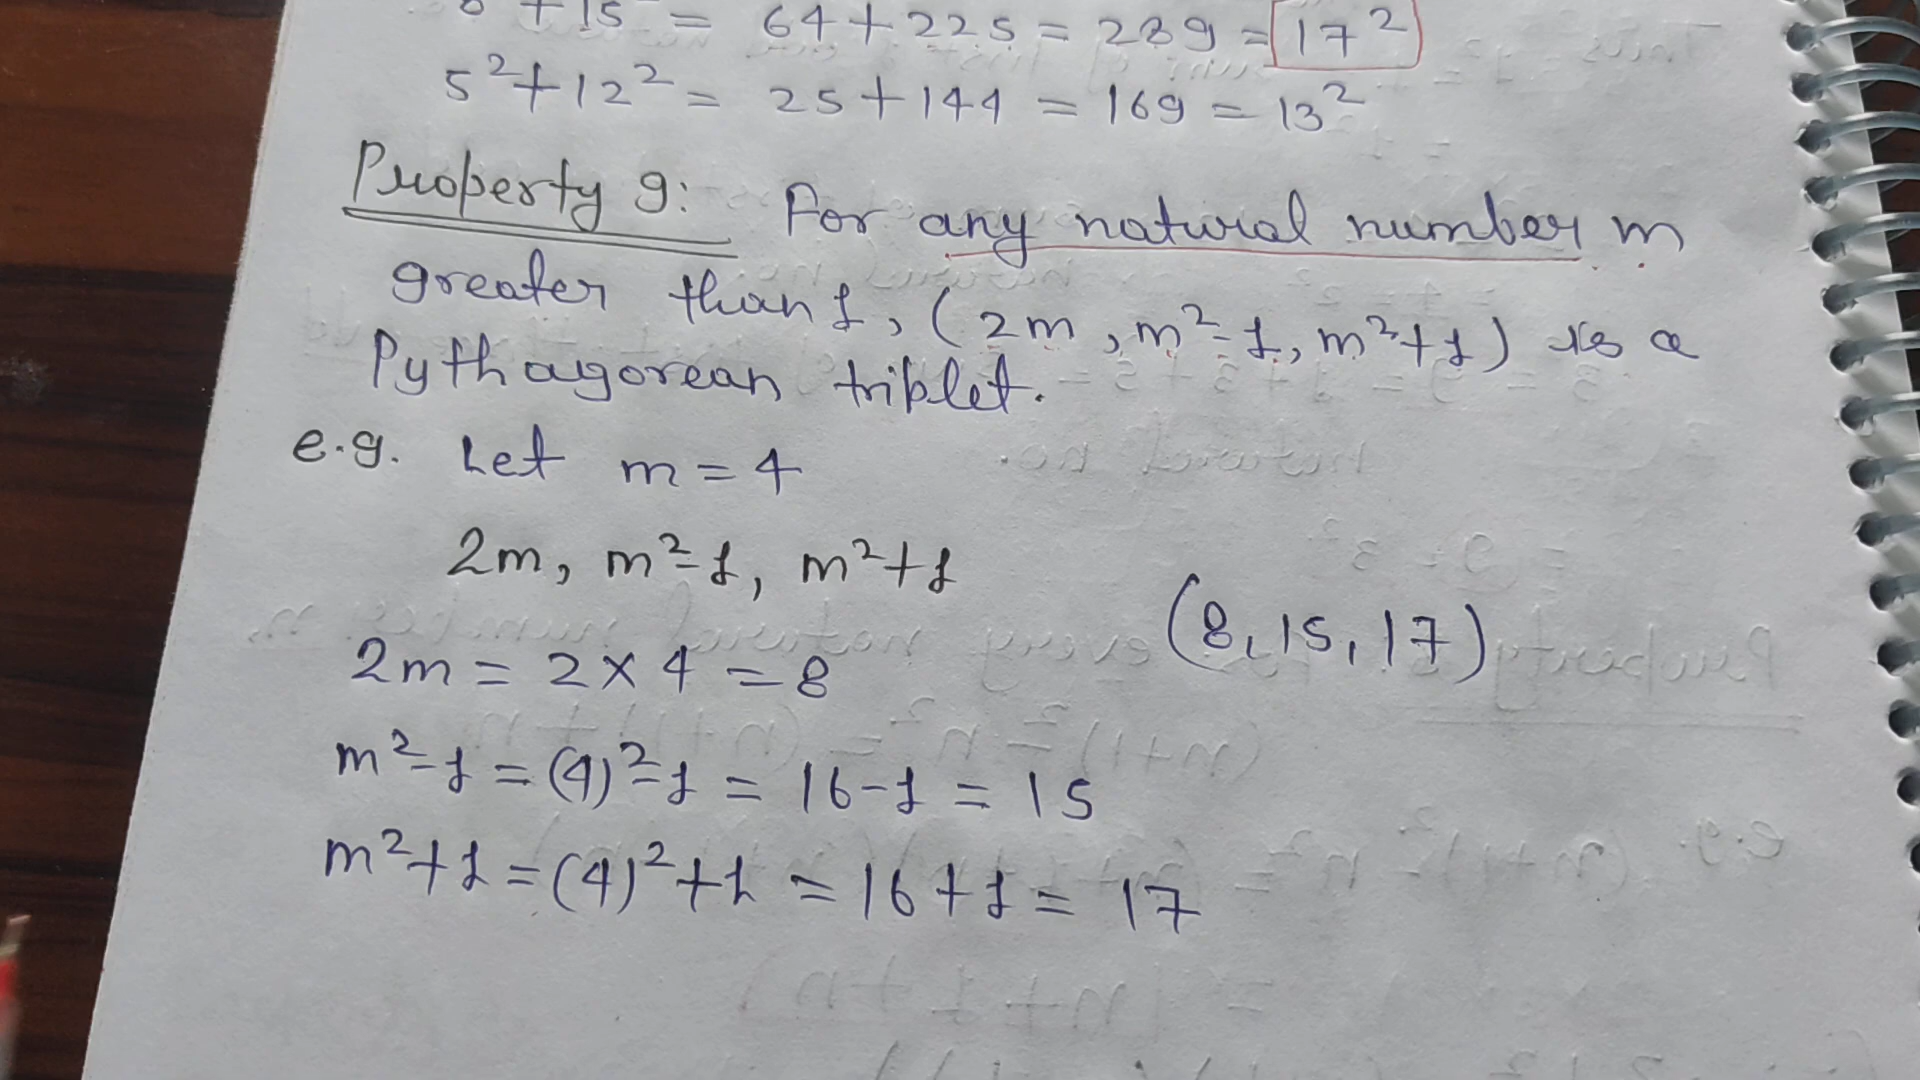 8 + 15 = 64 + 225 = 289 = 17²
5² + 12² = 25 + 144 = 169 = 13²
Property 9: For any natural number m
greater than 1, (2m, m²-1, m²+1) is a
Pythagorean triplet.
e.g. Let m = 4
2m, m²-1, m²+1
(8, 15, 17)
2m = 2 × 4 = 8
m²-1 = (4)²-1 = 16-1 = 15
m²+1 = (4)²+1 = 16+1 = 17